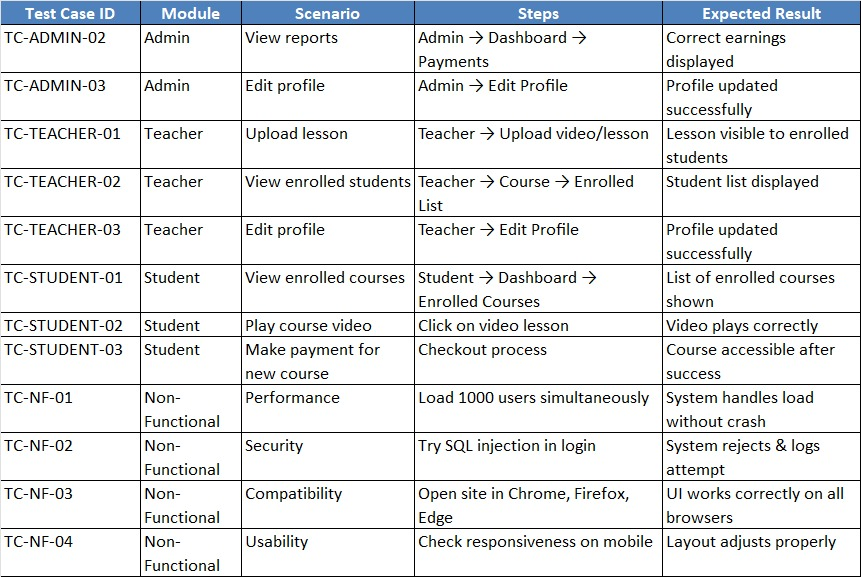 Test Case ID Module Scenario Steps Expected Result
TC-ADMIN-02 Admin View reports Admin → Dashboard → Payments Correct earnings displayed
TC-ADMIN-03 Admin Edit profile Admin → Edit Profile Profile updated successfully
TC-TEACHER-01 Teacher Upload lesson Teacher → Upload video/lesson Lesson visible to enrolled students
TC-TEACHER-02 Teacher View enrolled students Teacher → Course → Enrolled List Student list displayed
TC-TEACHER-03 Teacher Edit profile Teacher → Edit Profile Profile updated successfully
TC-STUDENT-01 Student View enrolled courses Student → Dashboard → Enrolled Courses List of enrolled courses shown
TC-STUDENT-02 Student Play course video Click on video lesson Video plays correctly
TC-STUDENT-03 Student Make payment for new course Checkout process Course accessible after success
TC-NF-01 Non-Functional Performance Load 1000 users simultaneously System handles load without crash
TC-NF-02 Non-Functional Security Try SQL injection in login System rejects & logs attempt
TC-NF-03 Non-Functional Compatibility Open site in Chrome, Firefox, Edge UI works correctly on all browsers
TC-NF-04 Non-Functional Usability Check responsiveness on mobile Layout adjusts properly